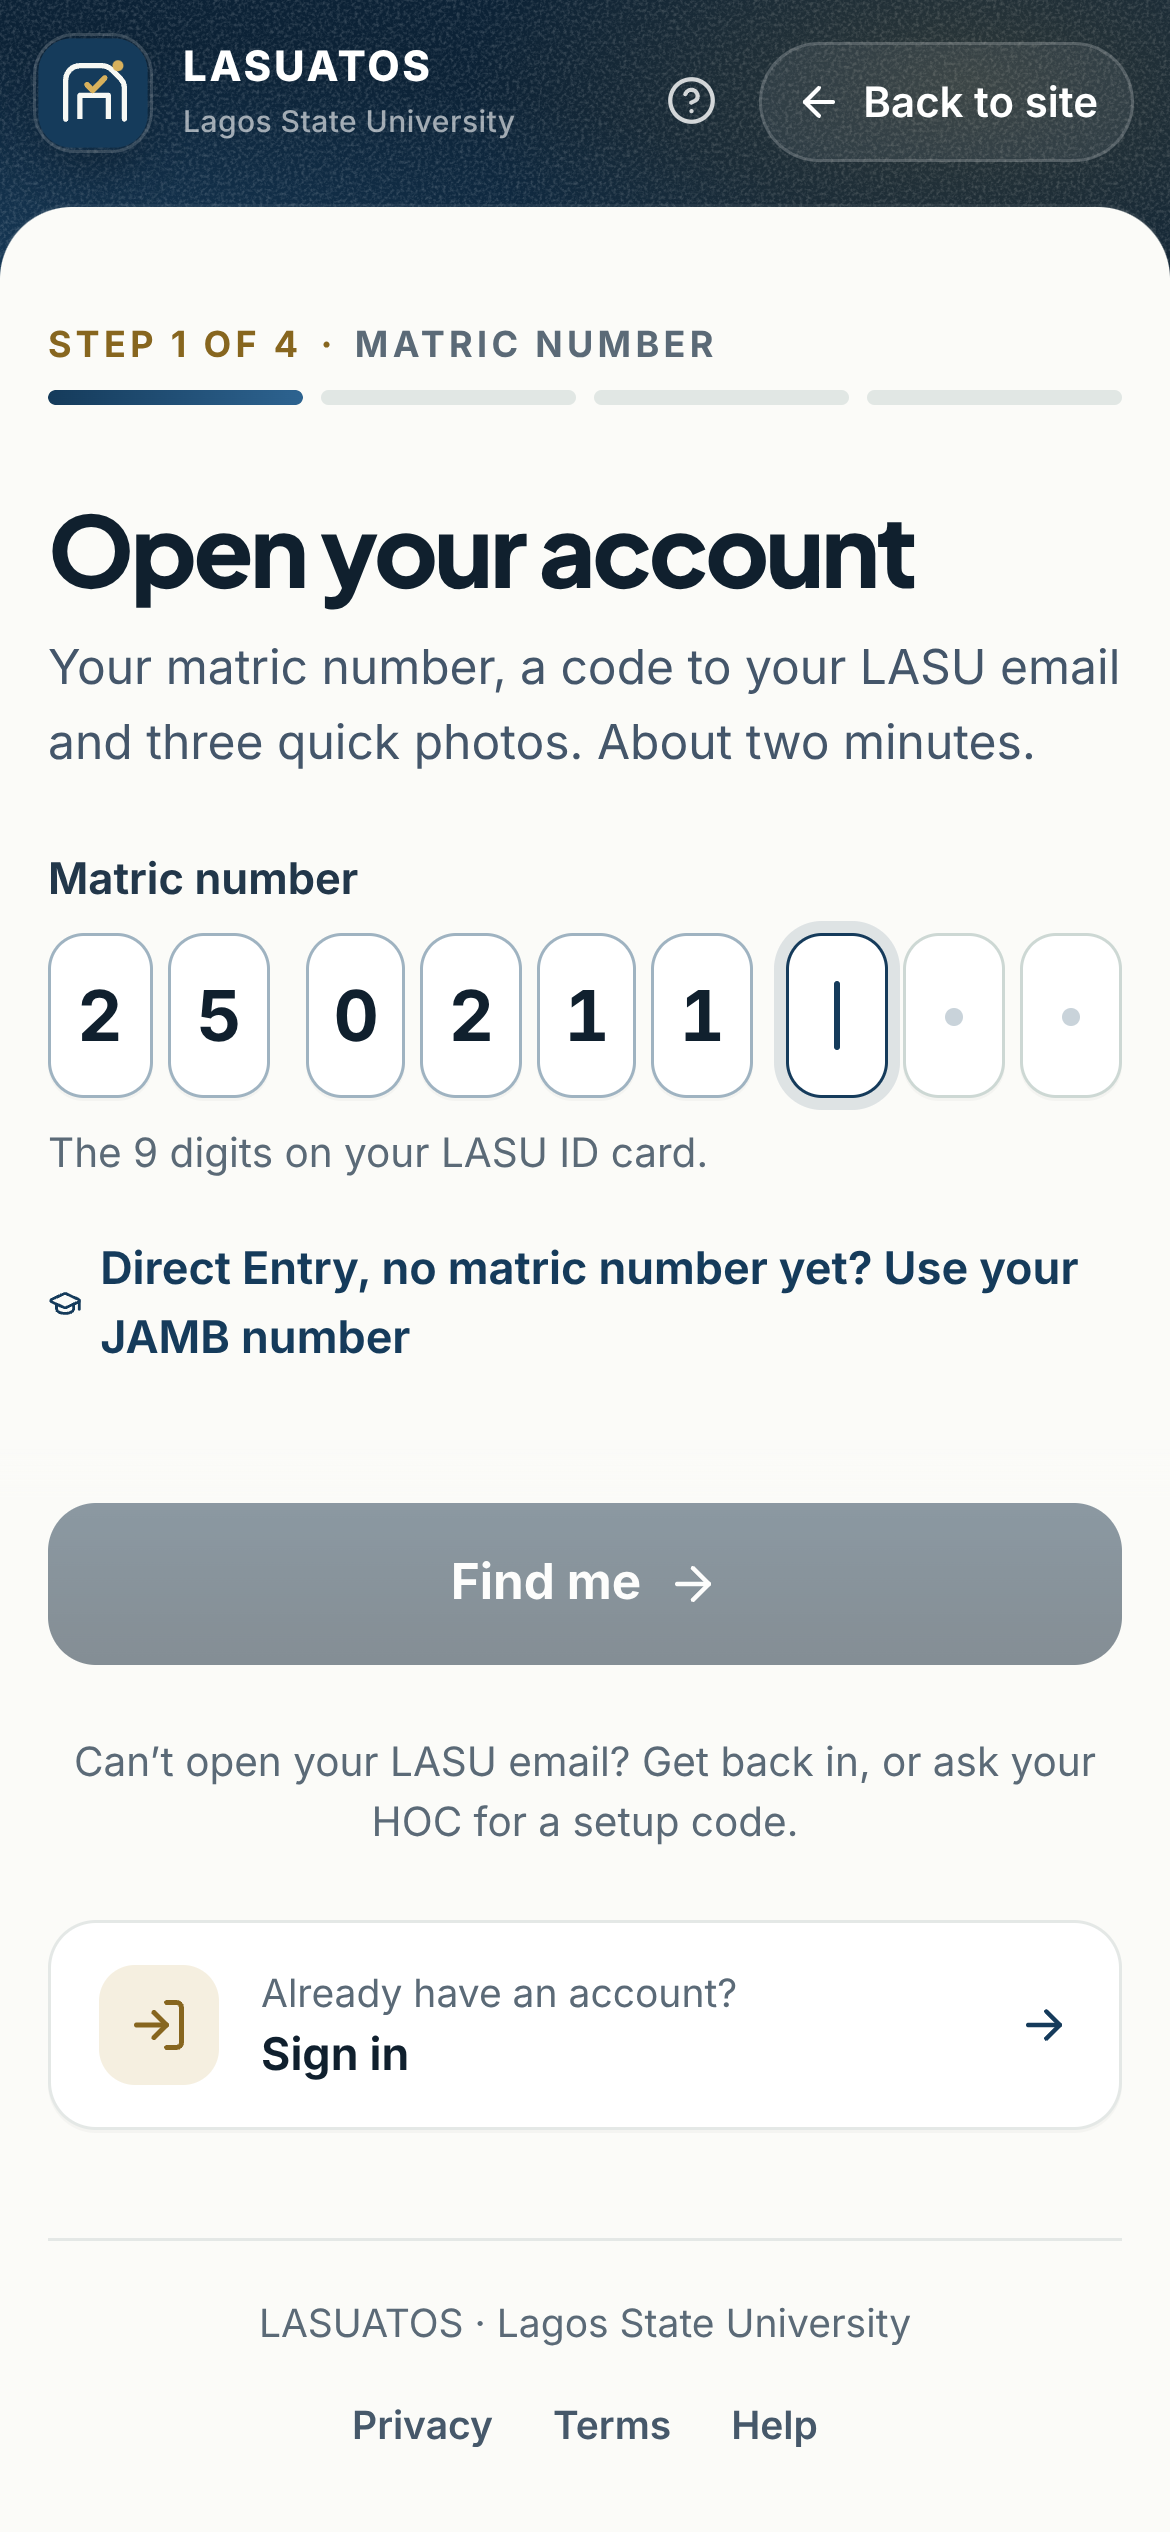 LASUATOS
Lagos State University
Back to site
STEP 1 OF 4 · MATRIC NUMBER
Open your account
Your matric number, a code to your LASU email
and three quick photos. About two minutes.
Matric number
2 5 0 2 1 1
The 9 digits on your LASU ID card.
Direct Entry, no matric number yet? Use your
JAMB number
Find me
Can’t open your LASU email? Get back in, or ask your
HOC for a setup code.
Already have an account?
Sign in
LASUATOS · Lagos State University
Privacy Terms Help